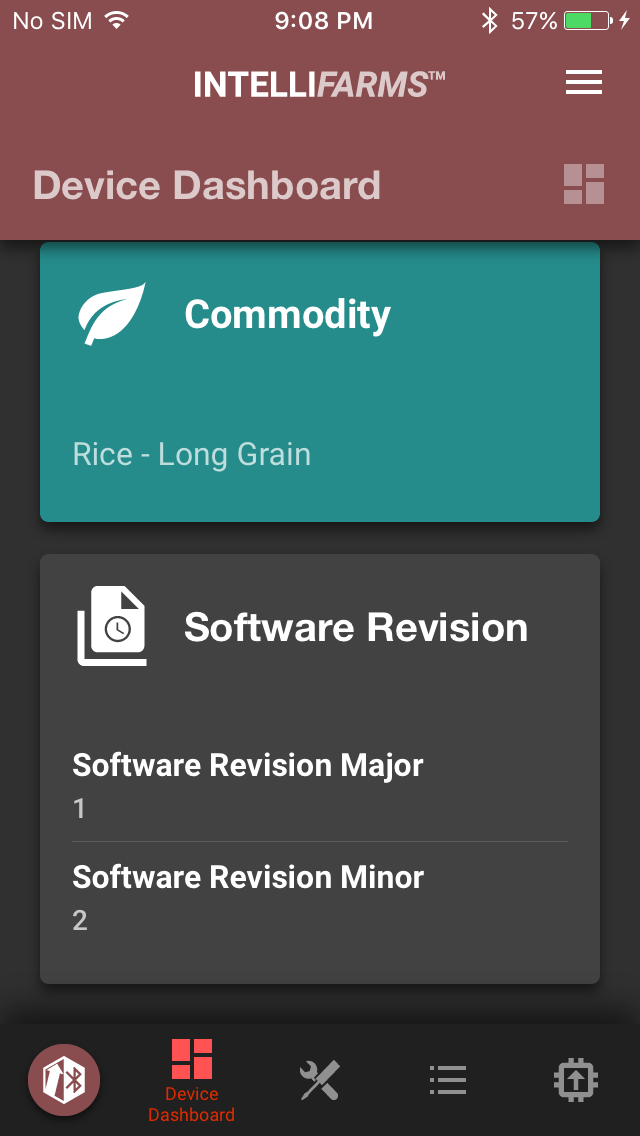 No SIM 9:08 PM 57%
INTELLIFARMS™
Device Dashboard
Commodity
Rice - Long Grain
Software Revision
Software Revision Major
1
Software Revision Minor
2
Device
Dashboard